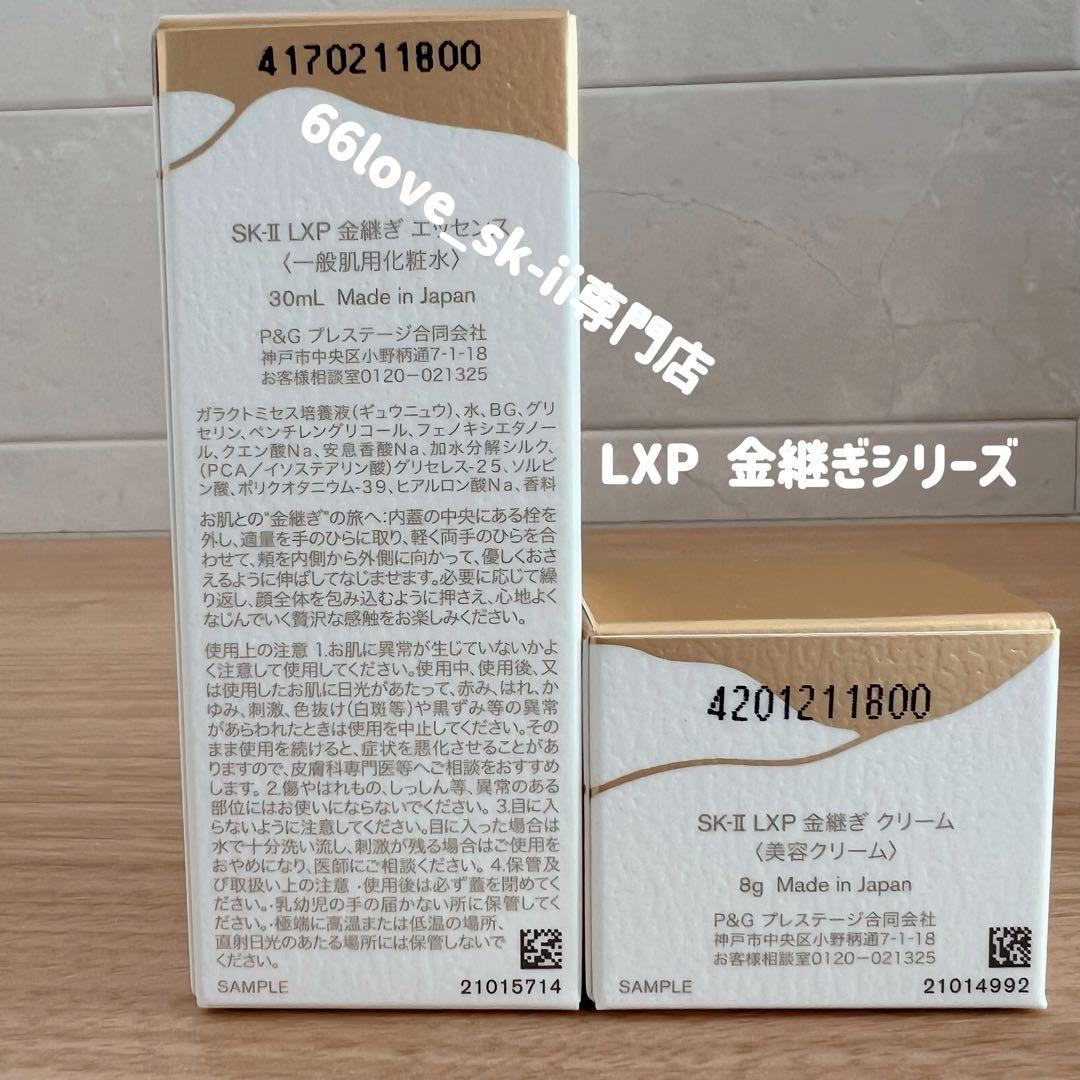 4170211800
SK-II LXP 金継ぎ エッセンス
〈一般肌用化粧水〉
30mL Made in Japan
P&G プレステージ合同会社
神戸市中央区小野柄通7-1-18
お客様相談室0120-021325
ガラクトミセス培養液(ギュウニュウ)、水、BG、グリ
セリン、ペンチレングリコール、フェノキシエタノー
ル、クエン酸Na、安息香酸Na、加水分解シルク、
(PCA/イソステアリン酸)グリセレス-25、ソルビ
ン酸、ポリクオタニウム-39、ヒアルロン酸Na、香料
お肌との“金継ぎ”の旅へ:内蓋の中央にある栓を
外し、適量を手のひらに取り、軽く両手のひらを合
わせて、頬を内側から外側に向かって、優しくおさ
えるように伸ばしてなじませます。必要に応じて繰
り返し、顔全体を包み込むように押さえ、心地よく
なじんでいく贅沢な感触をお楽しみください。
使用上の注意 1.お肌に異常が生じていないかよ
く注意して使用してください。使用中、使用後、又
は使用したお肌に日光があたって、赤み、はれ、か
ゆみ、刺激、色抜け(白斑等)や黒ずみ等の異常
があらわれたときは使用を中止してください。その
まま使用を続けると、症状を悪化させることがあ
りますので、皮膚科専門医等へご相談をおすすめ
します。 2.傷やはれもの、しっしん等、異常のある
部位にはお使いにならないでください。 3.目に入
らないように注意してください。目に入った場合は
水で十分洗い流し、刺激が残る場合はご使用を
おやめになり、医師にご相談ください。 4.保管及
び取扱い上の注意・使用後は必ず蓋を閉めてく
ださい。・乳幼児の手の届かない所に保管してく
ださい。・極端に高温または低温の場所、
直射日光のあたる場所には保管しないで
ください。
SAMPLE 21015714
66love_sk-ii専門店
LXP 金継ぎシリーズ
4201211800
SK-II LXP 金継ぎ クリーム
〈美容クリーム〉
8g Made in Japan
P&G プレステージ合同会社
神戸市中央区小野柄通7-1-18
お客様相談室0120-021325
SAMPLE 21014992